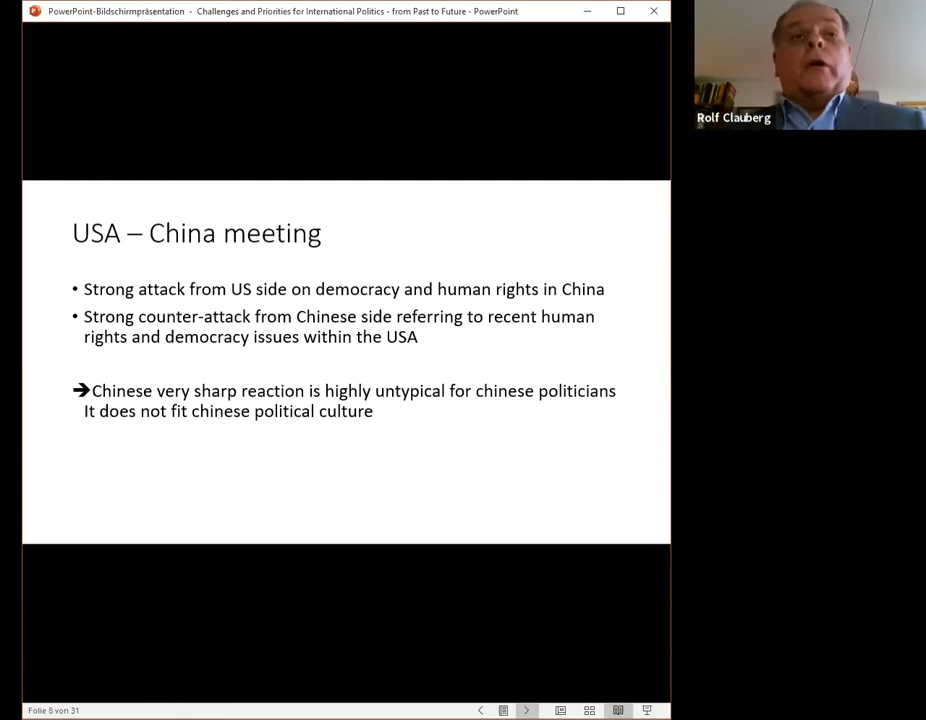 PowerPoint-Bildschirmpräsentation - Challenges and Priorities for International Politics - from Past to Future - PowerPoint
Rolf Clauberg
USA – China meeting
• Strong attack from US side on democracy and human rights in China
• Strong counter-attack from Chinese side referring to recent human
rights and democracy issues within the USA
➔Chinese very sharp reaction is highly untypical for chinese politicians
It does not fit chinese political culture
Folie 8 von 31